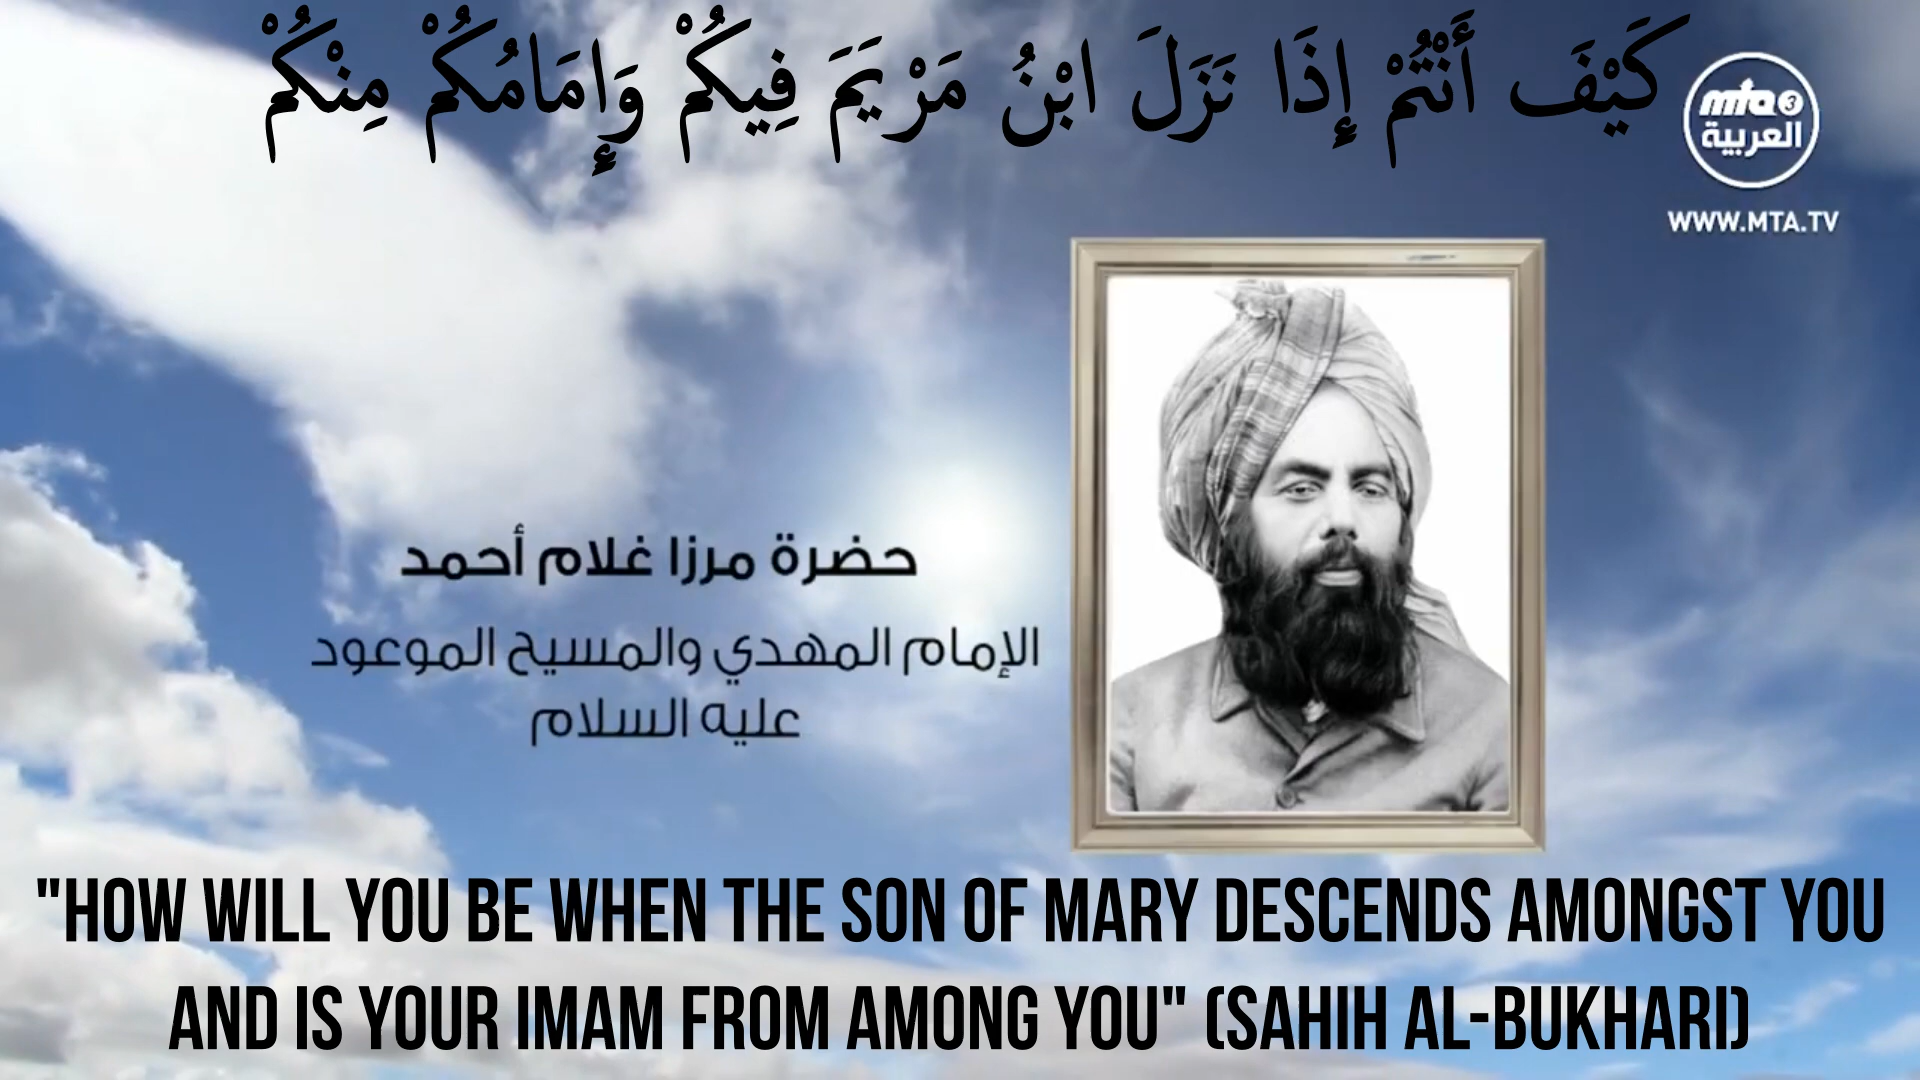 كَيْفَ أَنْتُمْ إِذَا نَزَلَ ابْنُ مَرْيَمَ فِيكُمْ وَإِمَامُكُمْ مِنْكُمْ
mta3
العربية
WWW.MTA.TV
حضرة مرزا غلام أحمد
الإمام المهدي والمسيح الموعود
عليه السلام
"HOW WILL YOU BE WHEN THE SON OF MARY DESCENDS AMONGST YOU
AND IS YOUR IMAM FROM AMONG YOU" (SAHIH AL-BUKHARI)